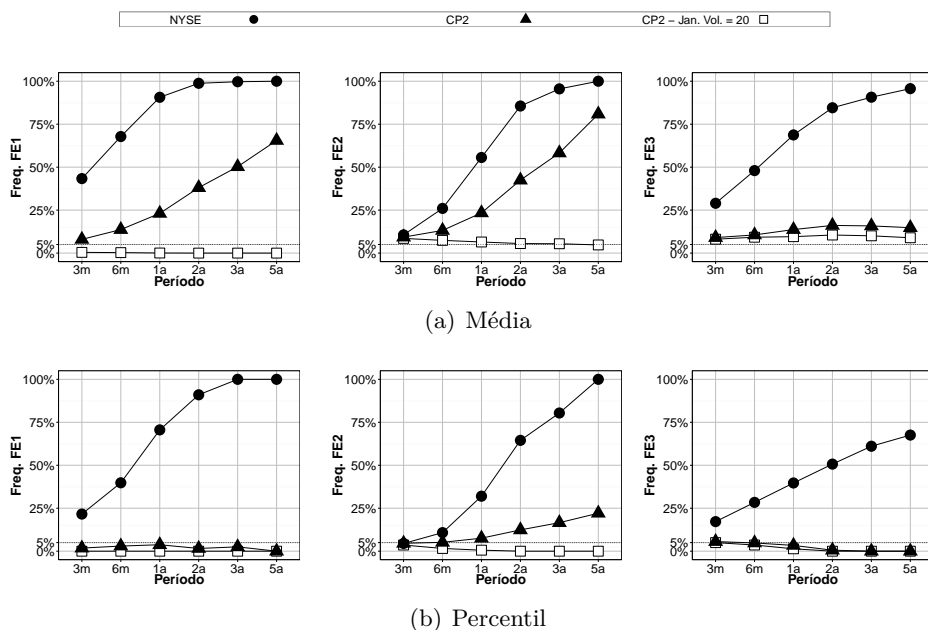 NYSE CP2 CP2 – Jan. Vol. = 20
100%
75%
50%
25%
5%
0%
Freq. FE1
3m 6m 1a 2a 3a 5a
Período
100%
75%
50%
25%
5%
0%
Freq. FE2
3m 6m 1a 2a 3a 5a
Período
100%
75%
50%
25%
5%
0%
Freq. FE3
3m 6m 1a 2a 3a 5a
Período
(a) Média
100%
75%
50%
25%
5%
0%
Freq. FE1
3m 6m 1a 2a 3a 5a
Período
100%
75%
50%
25%
5%
0%
Freq. FE2
3m 6m 1a 2a 3a 5a
Período
100%
75%
50%
25%
5%
0%
Freq. FE3
3m 6m 1a 2a 3a 5a
Período
(b) Percentil